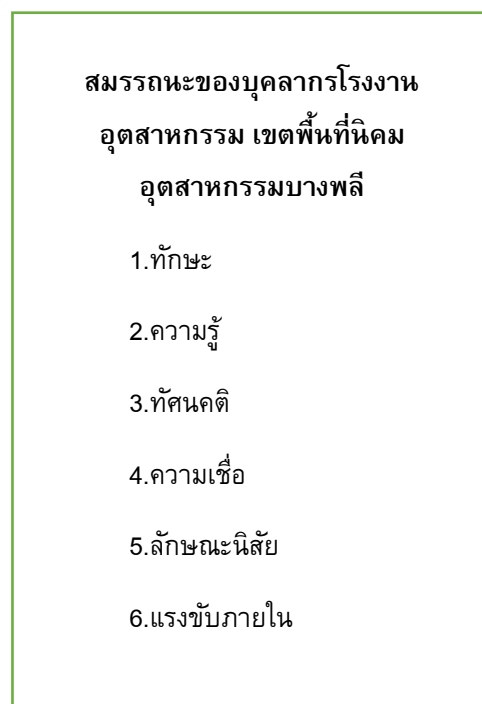 สมรรถนะของบุคลากรโรงงาน
อุตสาหกรรม เขตพื้นที่นิคม
อุตสาหกรรมบางพลี
1.ทักษะ
2.ความรู้
3.ทัศนคติ
4.ความเชื่อ
5.ลักษณะนิสัย
6.แรงขับภายใน